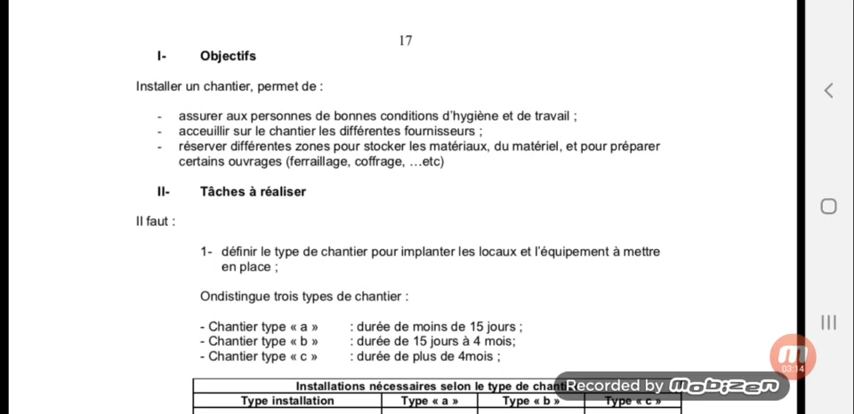 17
I- Objectifs
Installer un chantier, permet de :
- assurer aux personnes de bonnes conditions d'hygiène et de travail ;
- acceuillir sur le chantier les différentes fournisseurs ;
- réserver différentes zones pour stocker les matériaux, du matériel, et pour préparer
certains ouvrages (ferraillage, coffrage, ...etc)
II- Tâches à réaliser
Il faut :
1- définir le type de chantier pour implanter les locaux et l'équipement à mettre
en place ;
Ondistingue trois types de chantier :
- Chantier type « a » : durée de moins de 15 jours ;
- Chantier type « b » : durée de 15 jours à 4 mois;
- Chantier type « c » : durée de plus de 4mois ;
03:14
Installations nécessaires selon le type de
Recorded by Mobizen
Type installation Type « a » Type « b » Type « c »